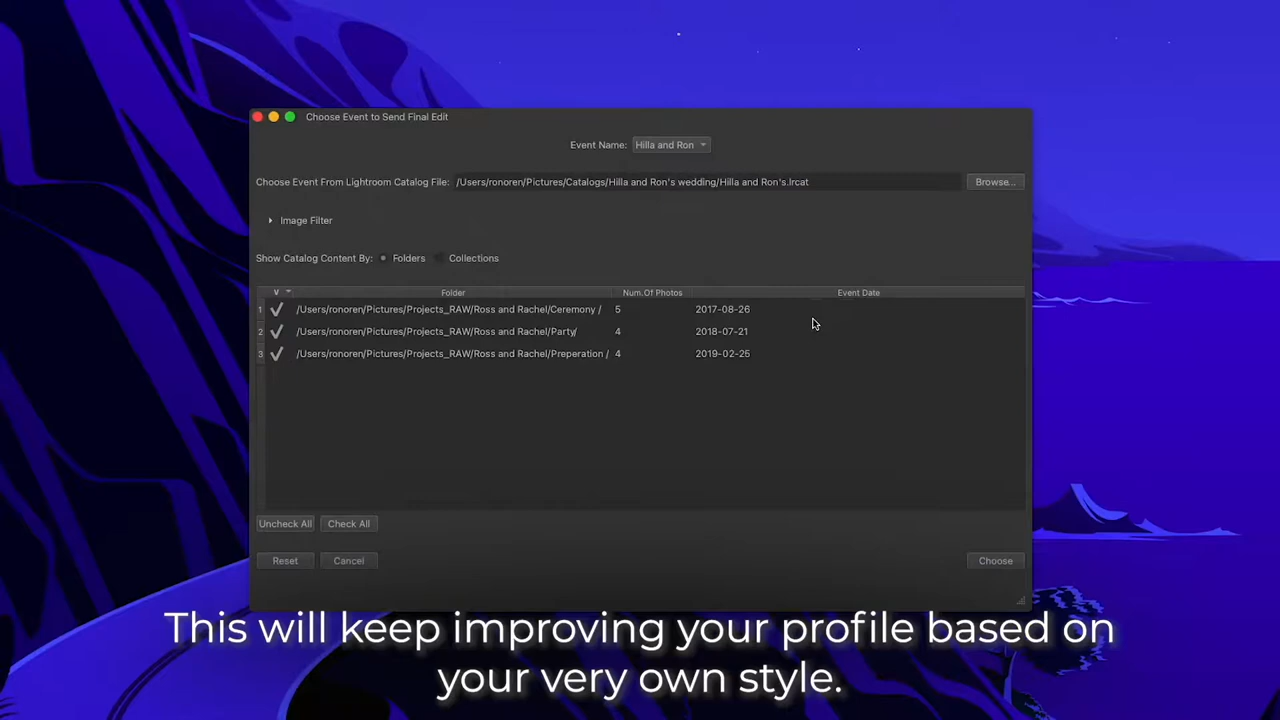 Choose Event to Send Final Edit
Event Name: Hilla and Ron
Choose Event From Lightroom Catalog File: /Users/ronoren/Pictures/Catalogs/Hilla and Ron's wedding/Hilla and Ron's.lrcat Browse...
Image Filter
Show Catalog Content By: Folders Collections
V Folder Num.Of Photos Event Date
1 /Users/ronoren/Pictures/Projects_RAW/Ross and Rachel/Ceremony / 5 2017-08-26
2 /Users/ronoren/Pictures/Projects_RAW/Ross and Rachel/Party/ 4 2018-07-21
3 /Users/ronoren/Pictures/Projects_RAW/Ross and Rachel/Preperation / 4 2019-02-25
Uncheck All Check All
Reset Cancel Choose
This will keep improving your profile based on
your very own style.